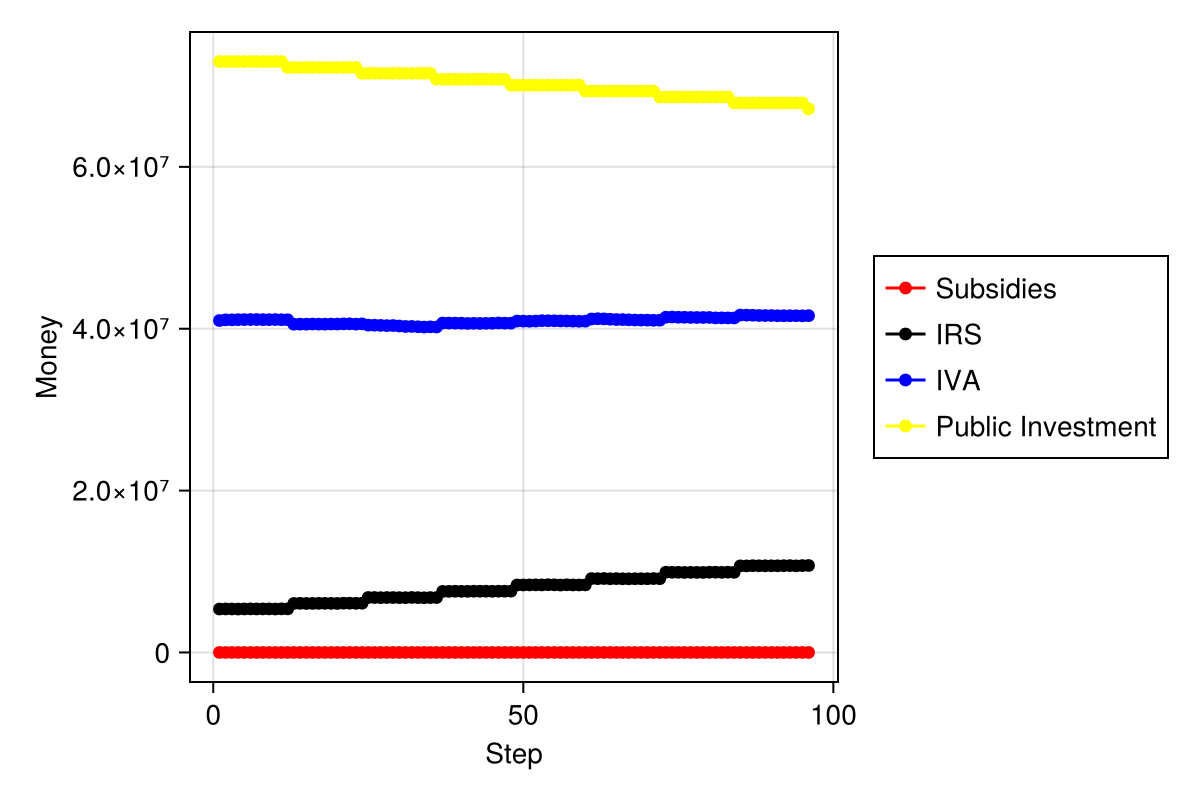 6.0×10⁷
4.0×10⁷
2.0×10⁷
0
Money
0
50
100
Step
Subsidies
IRS
IVA
Public Investment